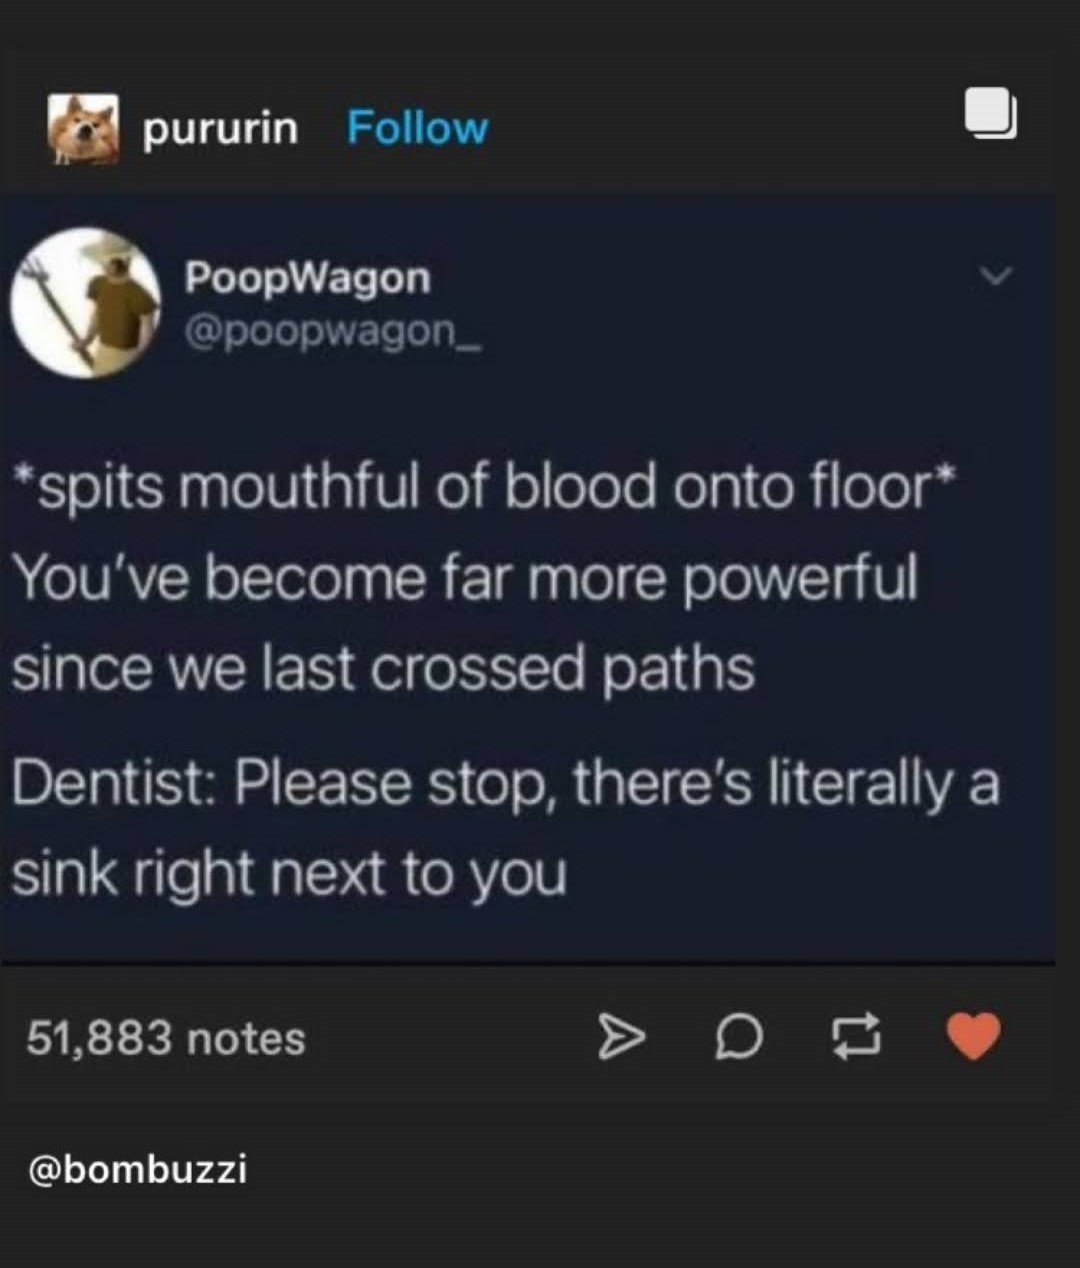 pururin Follow
PoopWagon
@poopwagon_
*spits mouthful of blood onto floor*
You've become far more powerful
since we last crossed paths
Dentist: Please stop, there's literally a
sink right next to you
51,883 notes
@bombuzzi